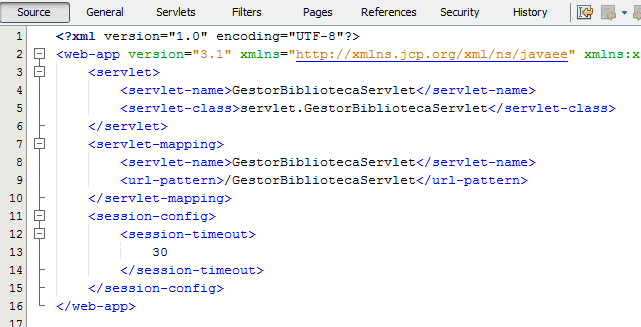 Source General Servlets Filters Pages References Security History
1 <?xml version="1.0" encoding="UTF-8"?>
2 <web-app version="3.1" xmlns="http://xmlns.jcp.org/xml/ns/javaee" xmlns:x
3 <servlet>
4 <servlet-name>GestorBibliotecaServlet</servlet-name>
5 <servlet-class>servlet.GestorBibliotecaServlet</servlet-class>
6 </servlet>
7 <servlet-mapping>
8 <servlet-name>GestorBibliotecaServlet</servlet-name>
9 <url-pattern>/GestorBibliotecaServlet</url-pattern>
10 </servlet-mapping>
11 <session-config>
12 <session-timeout>
13 30
14 </session-timeout>
15 </session-config>
16 </web-app>
17